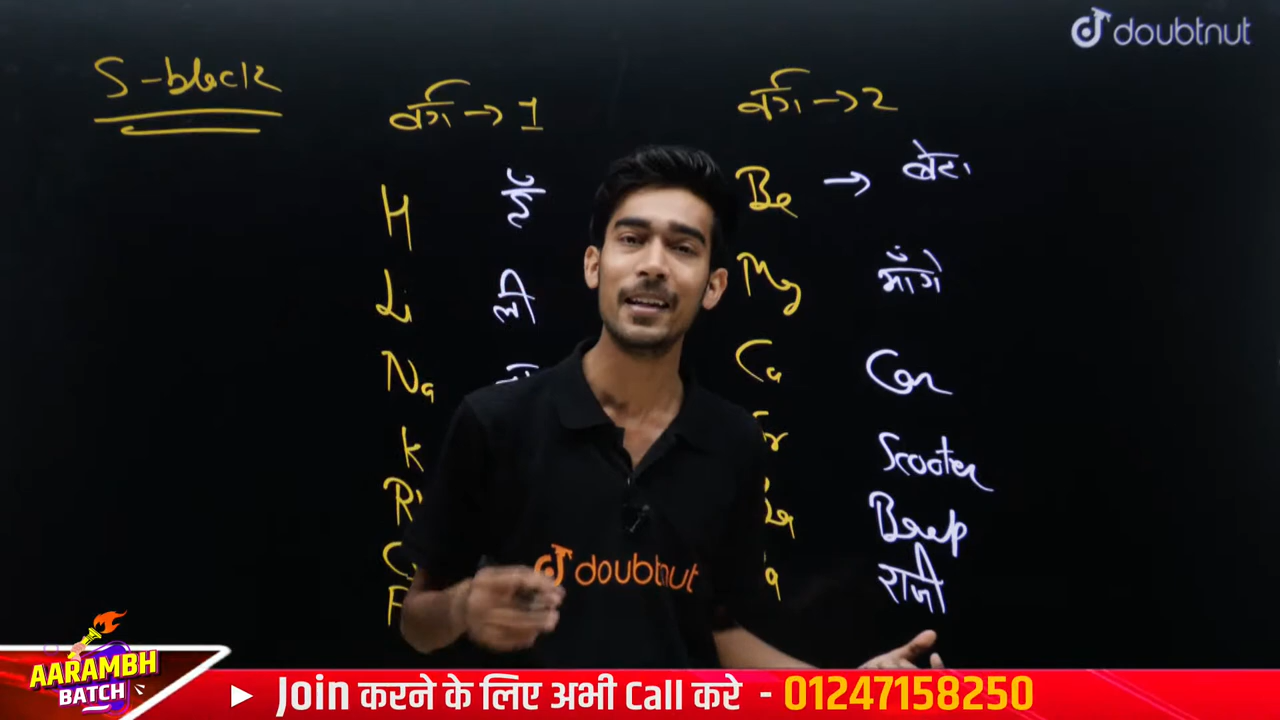 doubtnut
S-block
वर्ग → 1
वर्ग → 2
H
Be → बेटा
Li ली
Mg माँगे
Na
Ca Car
K
Scooter
Baap
राजी
doubtnut
AARAMBH
BATCH
Join करने के लिए अभी Call करे - 01247158250